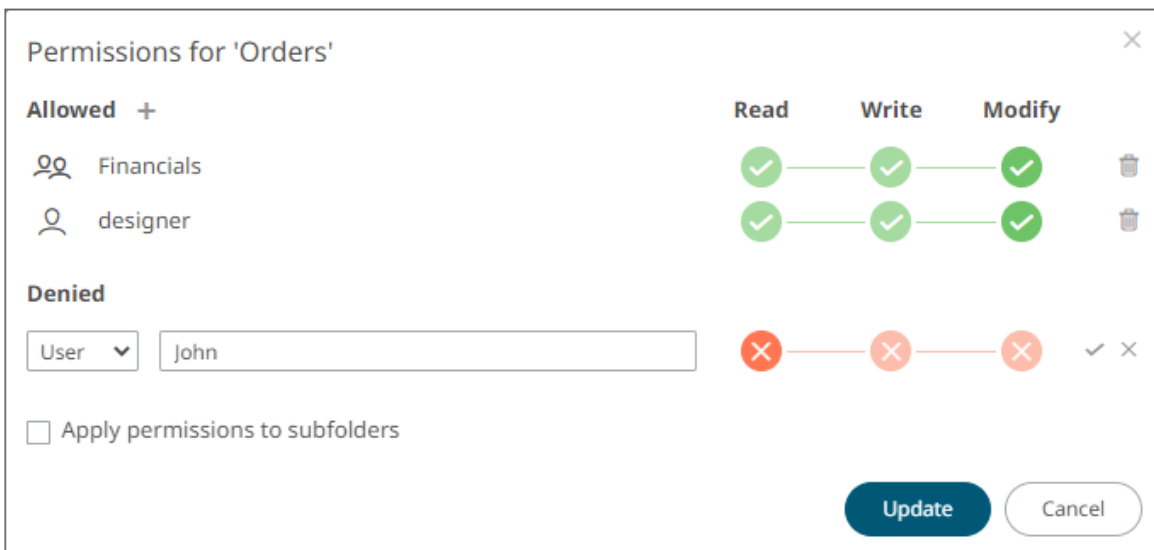 Permissions for 'Orders'
Allowed + Read Write Modify
Financials
designer
Denied
User John
Apply permissions to subfolders
Update Cancel